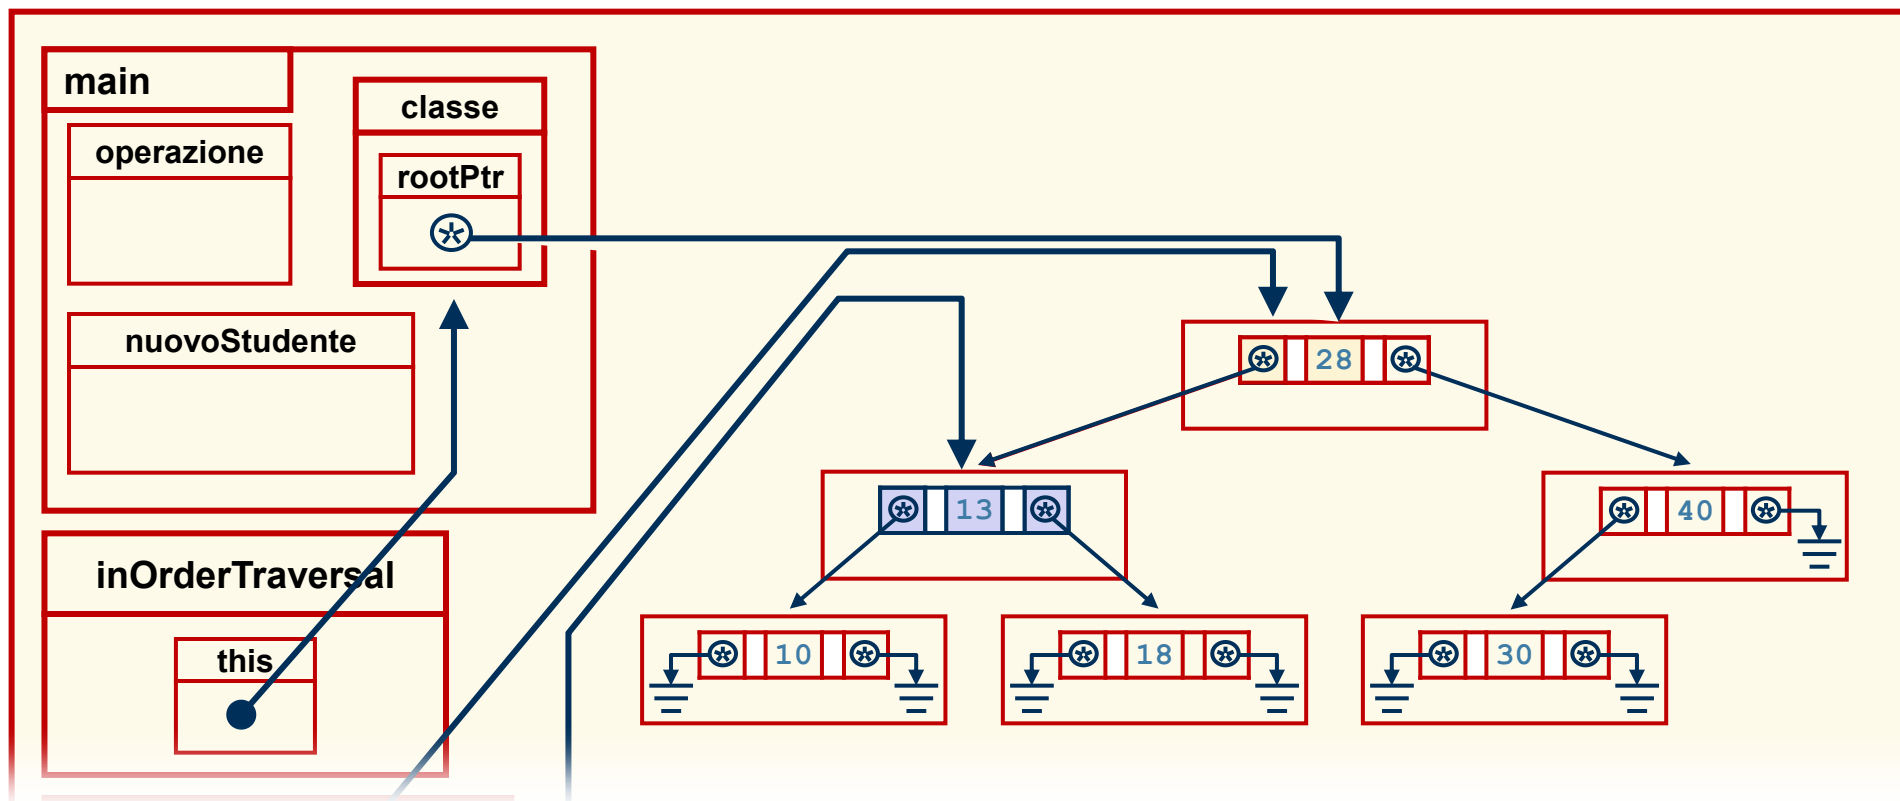 main
classe
operazione
rootPtr
nuovoStudente
28
13
40
inOrderTraversal
this
10
18
30